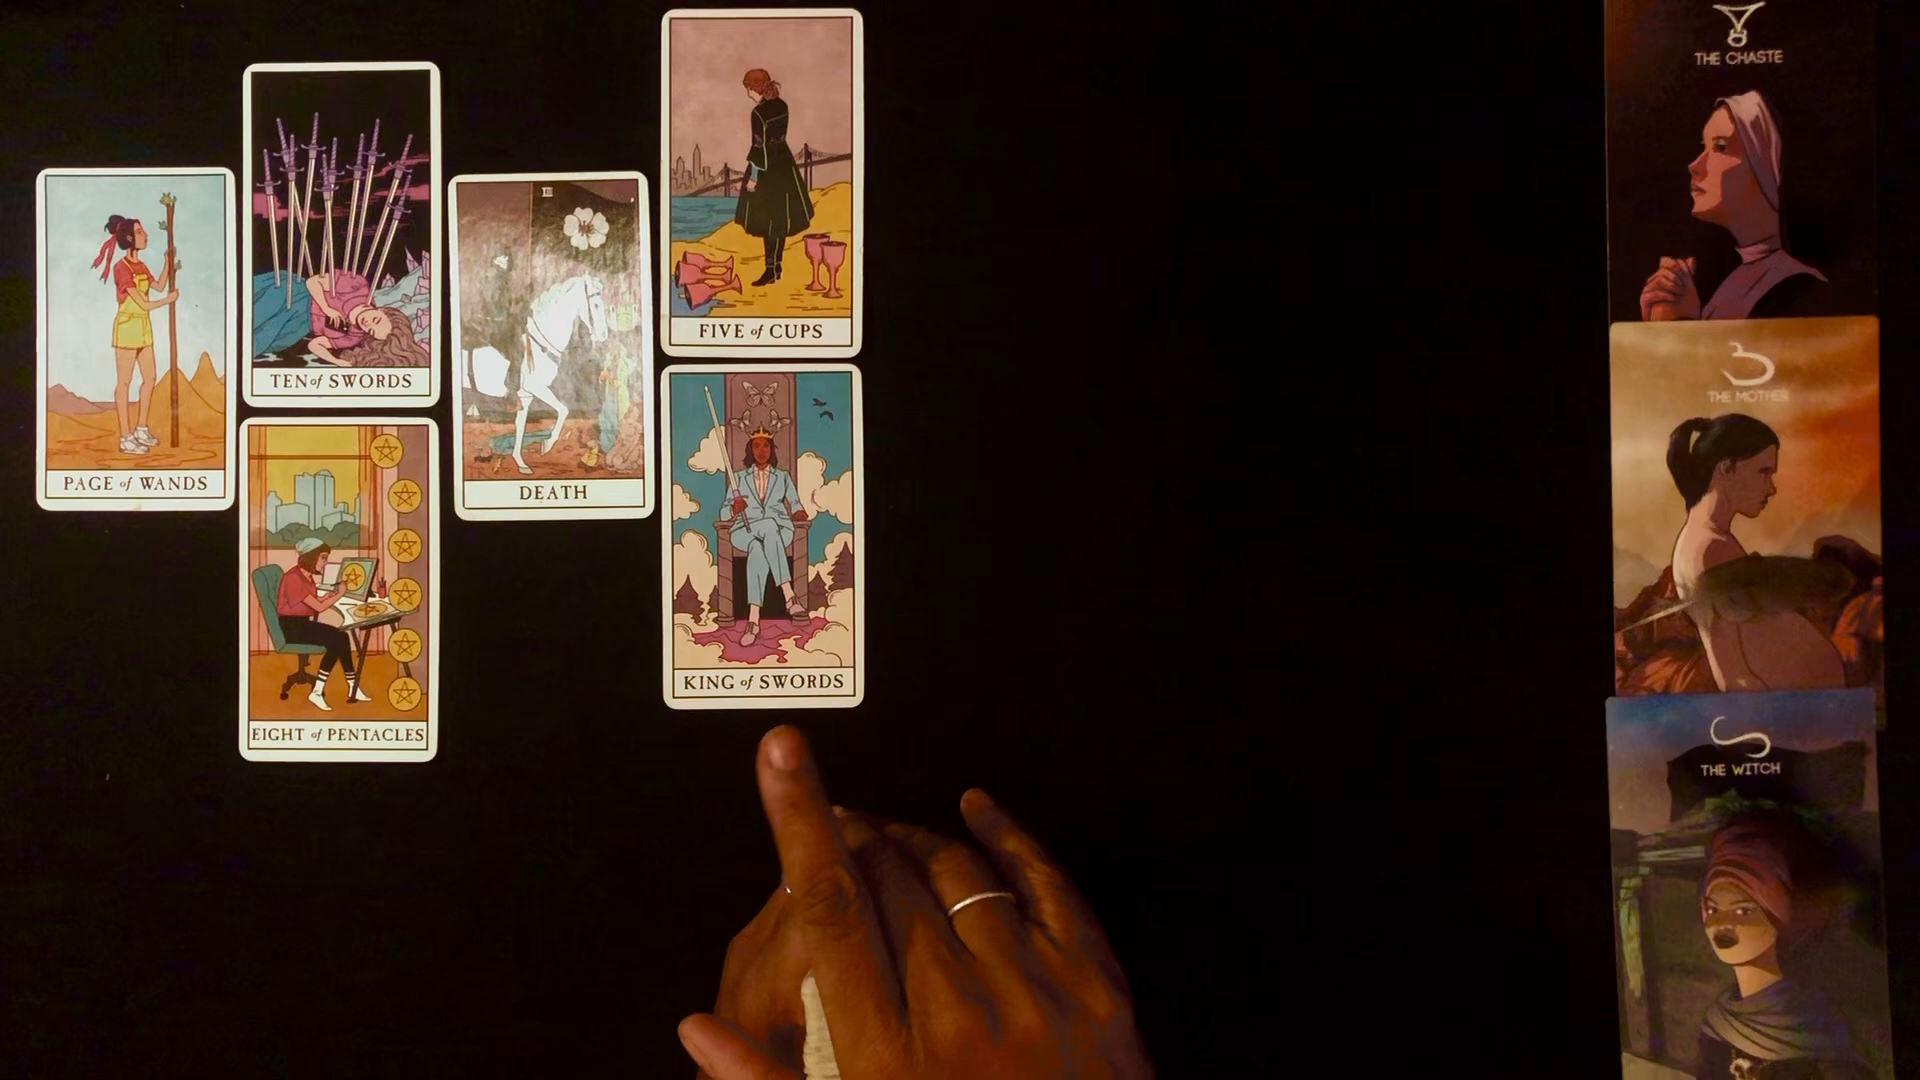 PAGE of WANDS
TEN of SWORDS
EIGHT of PENTACLES
XIII
DEATH
FIVE of CUPS
KING of SWORDS
THE CHASTE
THE MOTHER
THE WITCH